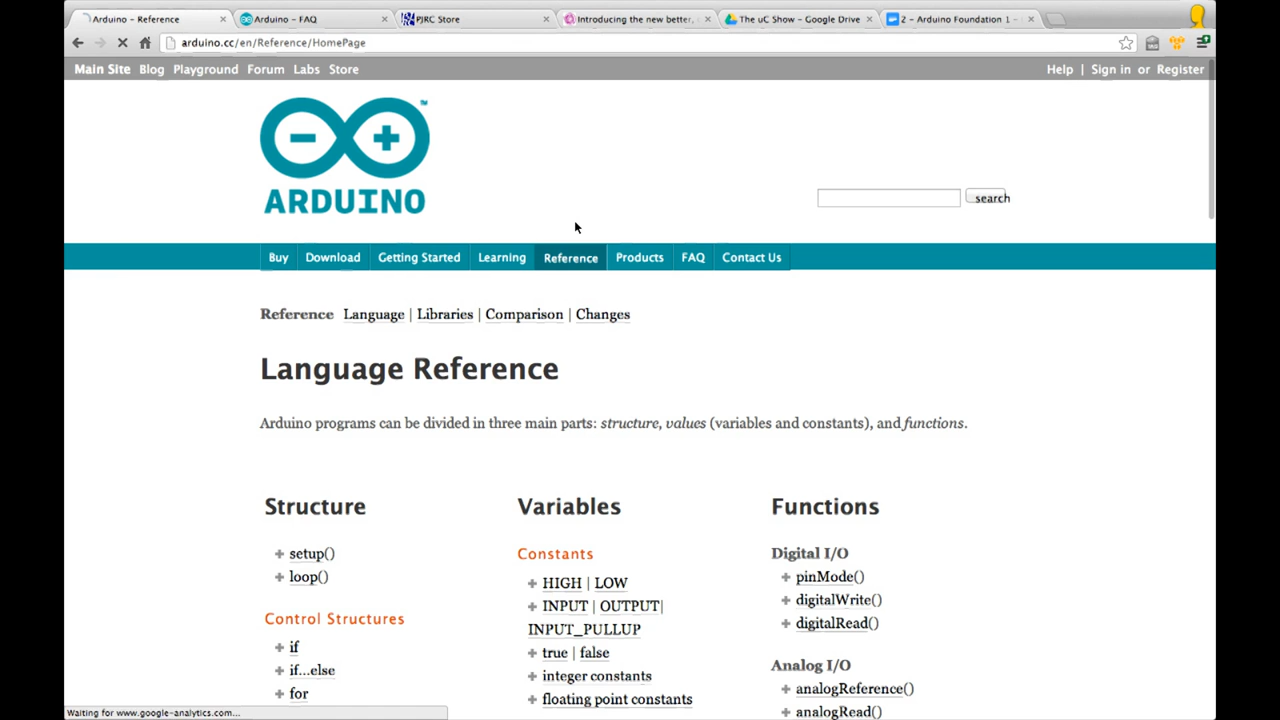 Arduino - Reference
Arduino - FAQ
PJRC Store
Introducing the new better,
The uC Show - Google Drive
2 - Arduino Foundation 1 -
arduino.cc/en/Reference/HomePage
Main Site Blog Playground Forum Labs Store
Help | Sign in or Register
TM
ARDUINO
search
Buy Download Getting Started Learning Reference Products FAQ Contact Us
Reference Language | Libraries | Comparison | Changes
Language Reference
Arduino programs can be divided in three main parts: structure, values (variables and constants), and functions.
Structure
setup()
loop()
Control Structures
if
if...else
for
Variables
Constants
HIGH | LOW
INPUT | OUTPUT|
INPUT_PULLUP
true | false
integer constants
floating point constants
Functions
Digital I/O
pinMode()
digitalWrite()
digitalRead()
Analog I/O
analogReference()
analogRead()
Waiting for www.google-analytics.com...